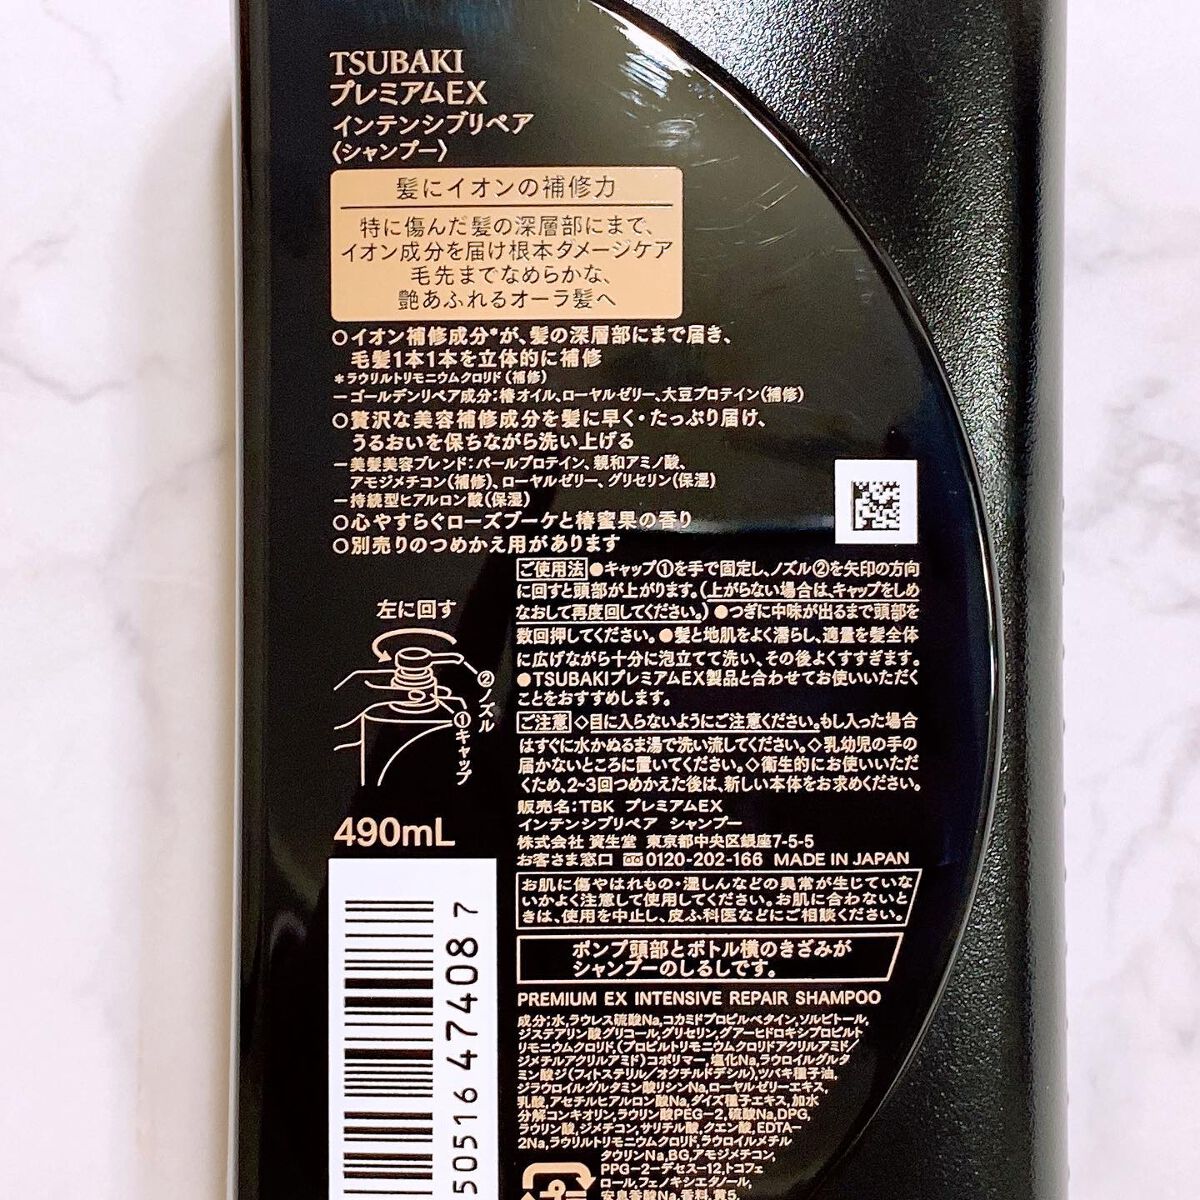 TSUBAKI
プレミアムEX
インテンシブリペア
〈シャンプー〉
髪にイオンの補修力
特に傷んだ髪の深層部にまで、
イオン成分を届け根本ダメージケア
毛先までなめらかな、
艶あふれるオーラ髪へ
○イオン補修成分*が、髪の深層部にまで届き、
毛髪1本1本を立体的に補修
*ラウリルトリモニウムクロリド（補修）
－ゴールデンリペア成分：椿オイル、ローヤルゼリー、大豆プロテイン（補修）
○贅沢な美容補修成分を髪に早く・たっぷり届け、
うるおいを保ちながら洗い上げる
－美髪美容ブレンド：パールプロテイン、親和アミノ酸、
アモジメチコン（補修）、ローヤルゼリー、グリセリン（保湿）
－持続型ヒアルロン酸（保湿）
○心やすらぐローズブーケと椿蜜果の香り
○別売りのつめかえ用があります
左に回す
②ノズル
①キャップ
ご使用法 ●キャップ①を手で固定し、ノズル②を矢印の方向
に回すと頭部が上がります。（上がらない場合は、キャップをしめ
なおして再度回してください。）●つぎに中味が出るまで頭部を
数回押してください。●髪と地肌をよく濡らし、適量を髪全体
に広げながら十分に泡立てて洗い、その後よくすすぎます。
●TSUBAKIプレミアムEX製品と合わせてお使いいただく
ことをおすすめします。
ご注意 ◇目に入らないようにご注意ください。もし入った場合
はすぐに水かぬるま湯で洗い流してください。◇乳幼児の手の
届かないところに置いてください。◇衛生的にお使いいただ
くため、2~3回つめかえた後は、新しい本体をお求めください。
販売名：TBK プレミアムEX
インテンシブリペア シャンプー
株式会社 資生堂 東京都中央区銀座7-5-5
お客さま窓口 0120-202-166 MADE IN JAPAN
お肌に傷やはれもの・湿しんなどの異常が生じていな
いかよく注意して使用してください。お肌に合わないと
きは、使用を中止し、皮ふ科医などにご相談ください。
ポンプ頭部とボトル横のきざみが
シャンプーのしるしです。
490mL
50516 47408 7
PREMIUM EX INTENSIVE REPAIR SHAMPOO
成分：水,ラウレス硫酸Na,コカミドプロピルベタイン,ソルビトール,
ジステアリン酸グリコール,グリセリン,グアーヒドロキシプロピルト
リモニウムクロリド,（プロピルトリモニウムクロリドアクリルアミド/
ジメチルアクリルアミド）コポリマー,塩化Na,ラウロイルグルタ
ミン酸ジ（フィトステリル/オクチルドデシル）,ツバキ種子油,
ジラウロイルグルタミン酸リシンNa,ローヤルゼリーエキス,
乳酸,アセチルヒアルロン酸Na,ダイズ種子エキス,加水
分解コンキオリン,ラウリン酸PEG-2,硫酸Na,DPG,
ラウリン酸,ジメチコン,サリチル酸,クエン酸,EDTA-
2Na,ラウリルトリモニウムクロリド,ラウロイルメチル
タウリンNa,BG,アモジメチコン,
PPG-2-デセス-12,トコフェ
ロール,フェノキシエタノール,
安息香酸Na,香料,黄5,
プ